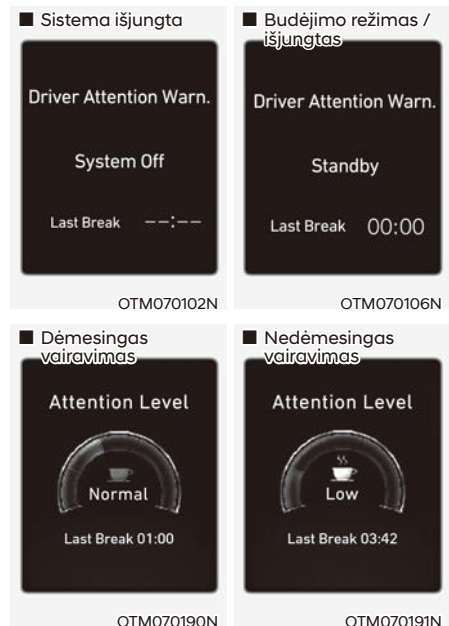 ■ Sistema išjungta
Driver Attention Warn.
System Off
Last Break --:--
OTM070102N
■ Budėjimo režimas /
išjungtas
Driver Attention Warn.
Standby
Last Break 00:00
OTM070106N
■ Dėmesingas
vairavimas
Attention Level
Normal
Last Break 01:00
OTM070190N
■ Nedėmesingas
vairavimas
Attention Level
Low
Last Break 03:42
OTM070191N